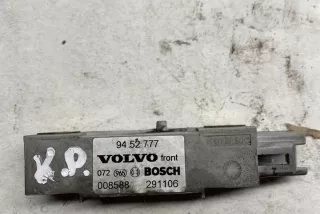 94 52 777
VOLVO front
072 BOSCH
008588 291106
V.P.